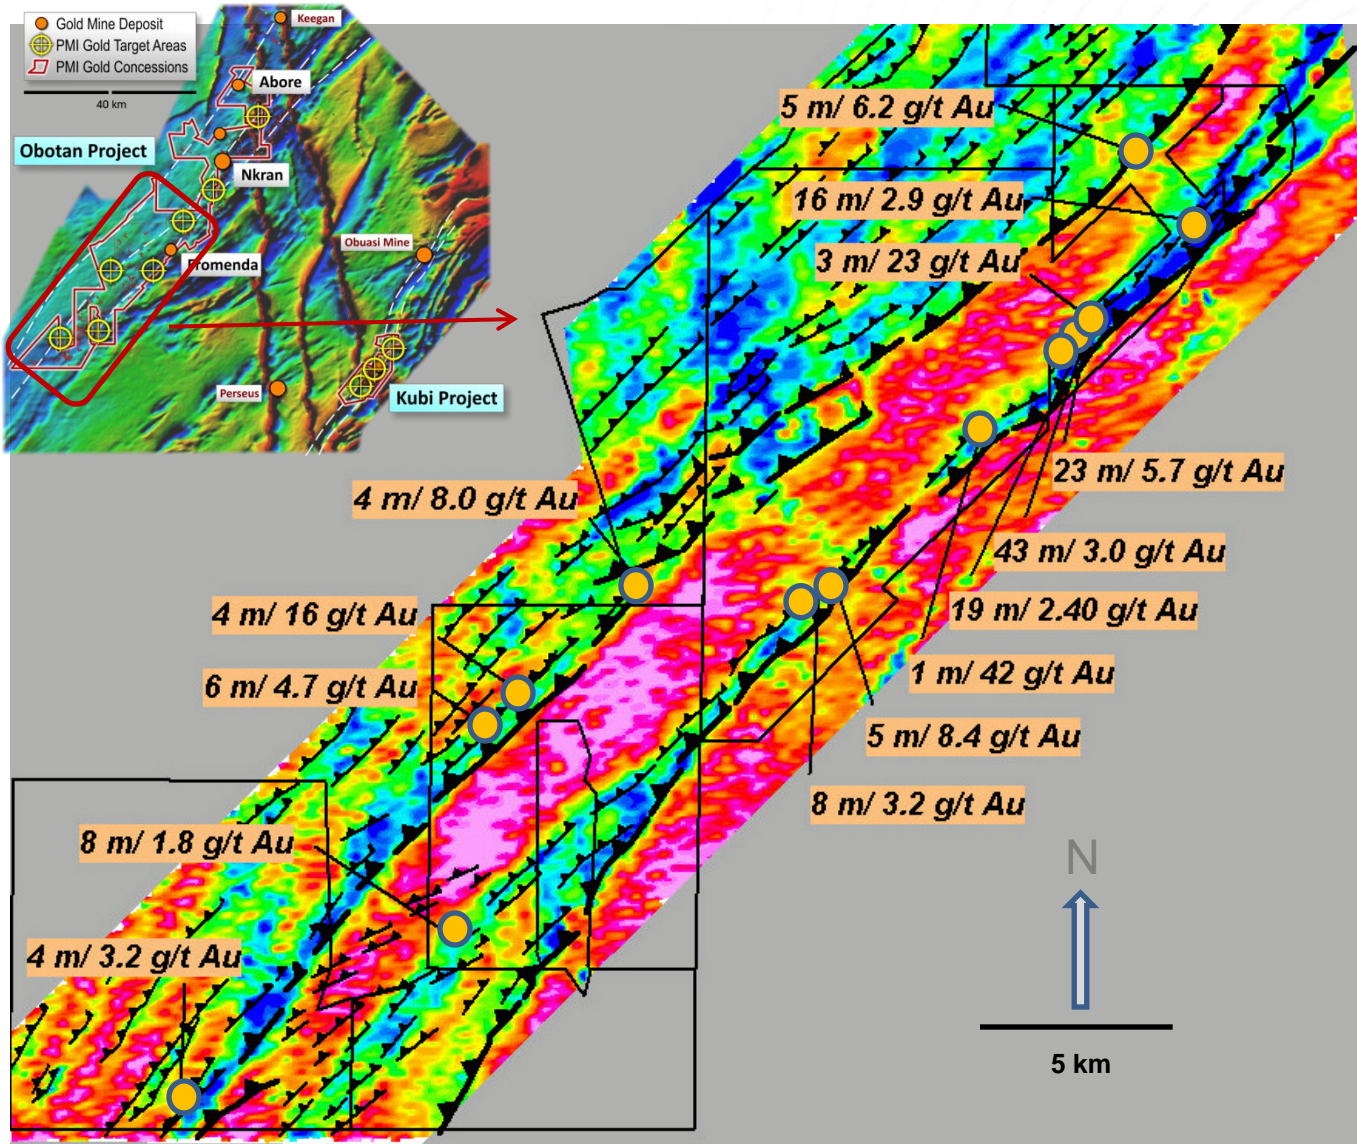 Gold Mine Deposit
PMI Gold Target Areas
PMI Gold Concessions
40 km
Keegan
Abore
Obotan Project
Nkran
Obuasi Mine
Fromenda
Perseus
Kubi Project
5 m/ 6.2 g/t Au
16 m/ 2.9 g/t Au
3 m/ 23 g/t Au
23 m/ 5.7 g/t Au
4 m/ 8.0 g/t Au
43 m/ 3.0 g/t Au
4 m/ 16 g/t Au
19 m/ 2.40 g/t Au
6 m/ 4.7 g/t Au
1 m/ 42 g/t Au
5 m/ 8.4 g/t Au
8 m/ 3.2 g/t Au
8 m/ 1.8 g/t Au
4 m/ 3.2 g/t Au
N
5 km